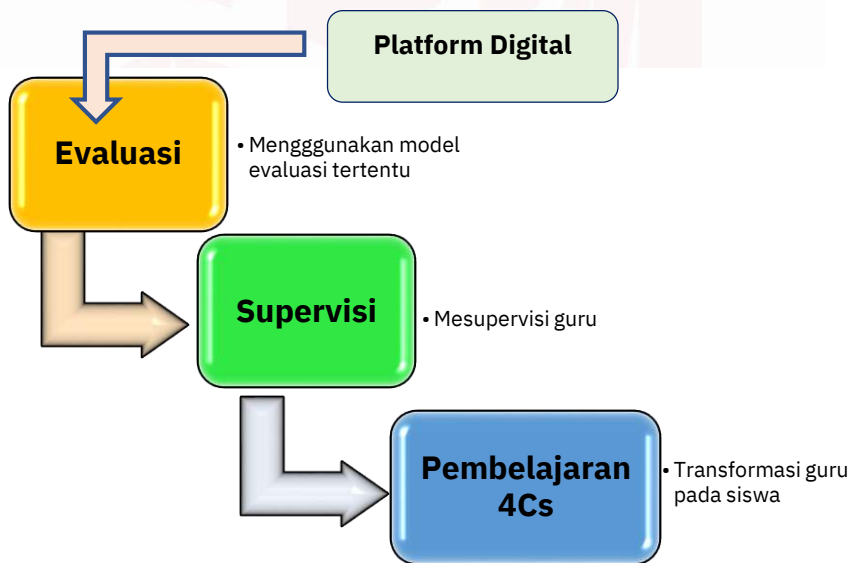 Platform Digital
Evaluasi
• Mengggunakan model
evaluasi tertentu
Supervisi
• Mesupervisi guru
Pembelajaran
4Cs
• Transformasi guru
pada siswa